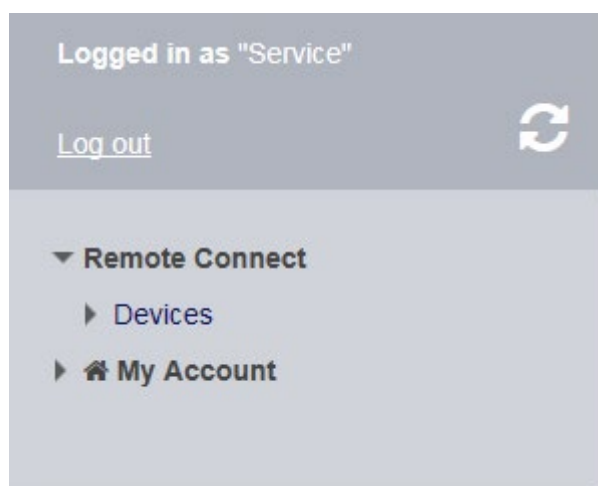 Logged in as "Service"
Log out
Remote Connect
Devices
My Account